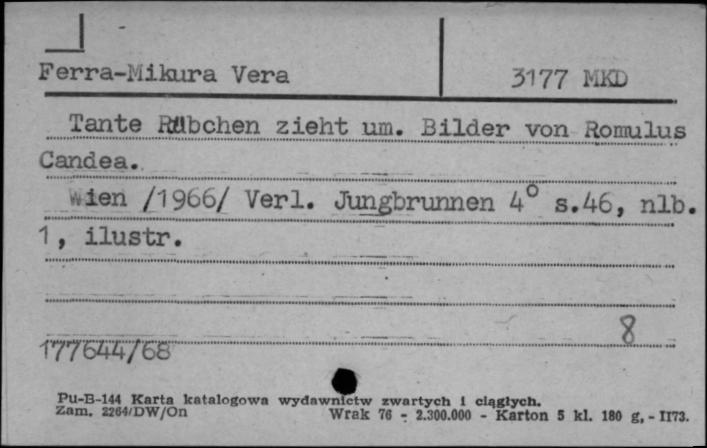 Ferra-Mikura Vera
3177 MKD
Tante Rübchen zieht um. Bilder von Romulus
Candea.
Wien /1966/ Verl. Jungbrunnen 4° s.46, nlb.
1, ilustr.
8
177644/68
Pu-B-144 Karta katalogowa wydawnictw zwartych i ciągłych.
Zam. 2264/DW/On Wrak 76 - 2.300.000 - Karton 5 kl. 180 g, - II73.